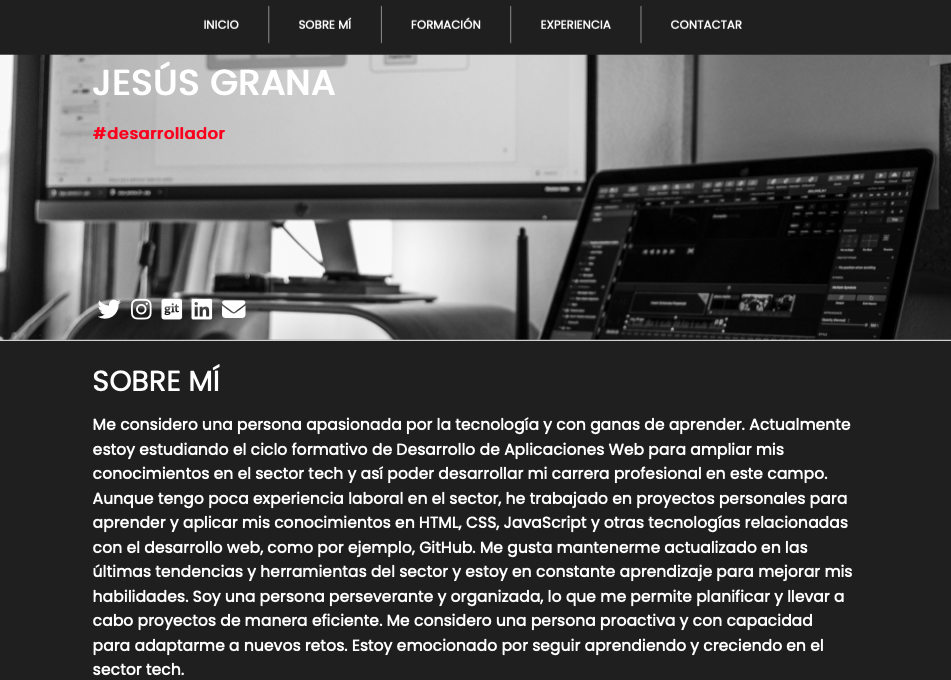 INICIO
SOBRE MÍ
FORMACIÓN
EXPERIENCIA
CONTACTAR
JESÚS GRANA
#desarrollador
git
in
SOBRE MÍ
Me considero una persona apasionada por la tecnología y con ganas de aprender. Actualmente
estoy estudiando el ciclo formativo de Desarrollo de Aplicaciones Web para ampliar mis
conocimientos en el sector tech y así poder desarrollar mi carrera profesional en este campo.
Aunque tengo poca experiencia laboral en el sector, he trabajado en proyectos personales para
aprender y aplicar mis conocimientos en HTML, CSS, JavaScript y otras tecnologías relacionadas
con el desarrollo web, como por ejemplo, GitHub. Me gusta mantenerme actualizado en las
últimas tendencias y herramientas del sector y estoy en constante aprendizaje para mejorar mis
habilidades. Soy una persona perseverante y organizada, lo que me permite planificar y llevar a
cabo proyectos de manera eficiente. Me considero una persona proactiva y con capacidad
para adaptarme a nuevos retos. Estoy emocionado por seguir aprendiendo y creciendo en el
sector tech.